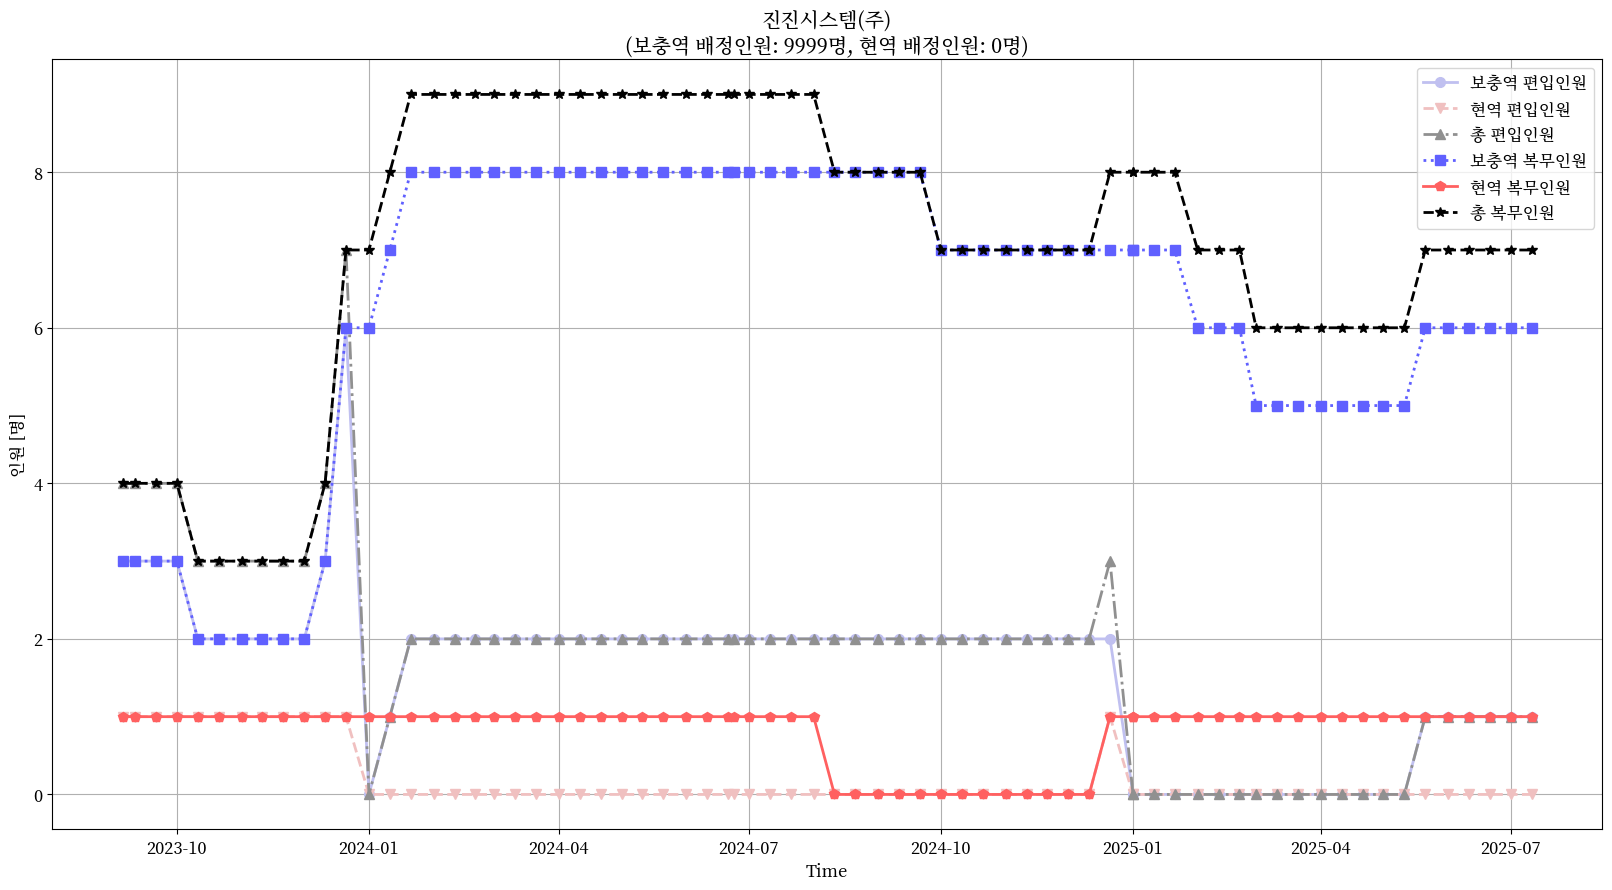 진진시스템(주)
(보충역 배정인원: 9999명, 현역 배정인원: 0명)
보충역 편입인원
현역 편입인원
총 편입인원
보충역 복무인원
현역 복무인원
총 복무인원
8
6
4
2
0
인원 [명]
2023-10
2024-01
2024-04
2024-07
2024-10
2025-01
2025-04
2025-07
Time